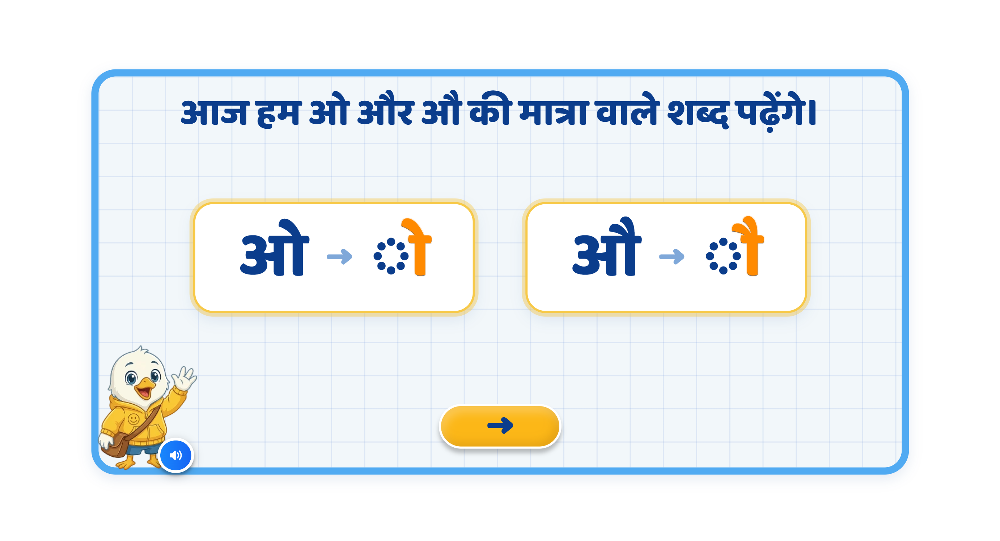 आज हम ओ और औ की मात्रा वाले शब्द पढ़ेंगे।
ओ → ो
औ → ौ